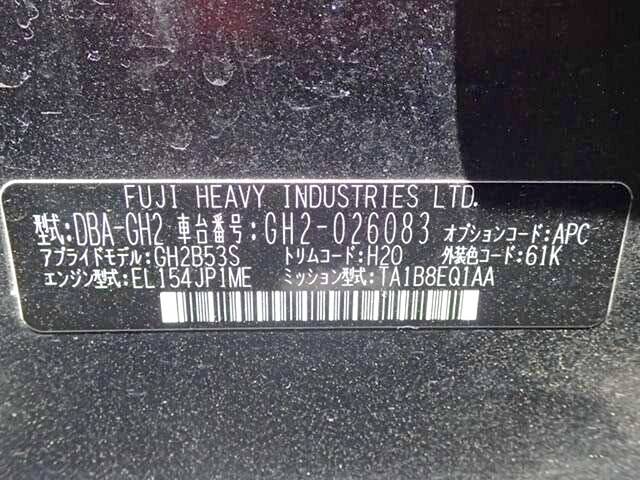 FUJI HEAVY INDUSTRIES LTD.
型式:DBA-GH2 車台番号:GH2-026083 オプションコード:APC
アプライドモデル:GH2B53S トリムコード:H20 外装色コード:61K
エンジン型式:EL154JP1ME ミッション型式:TA1B8EQ1AA